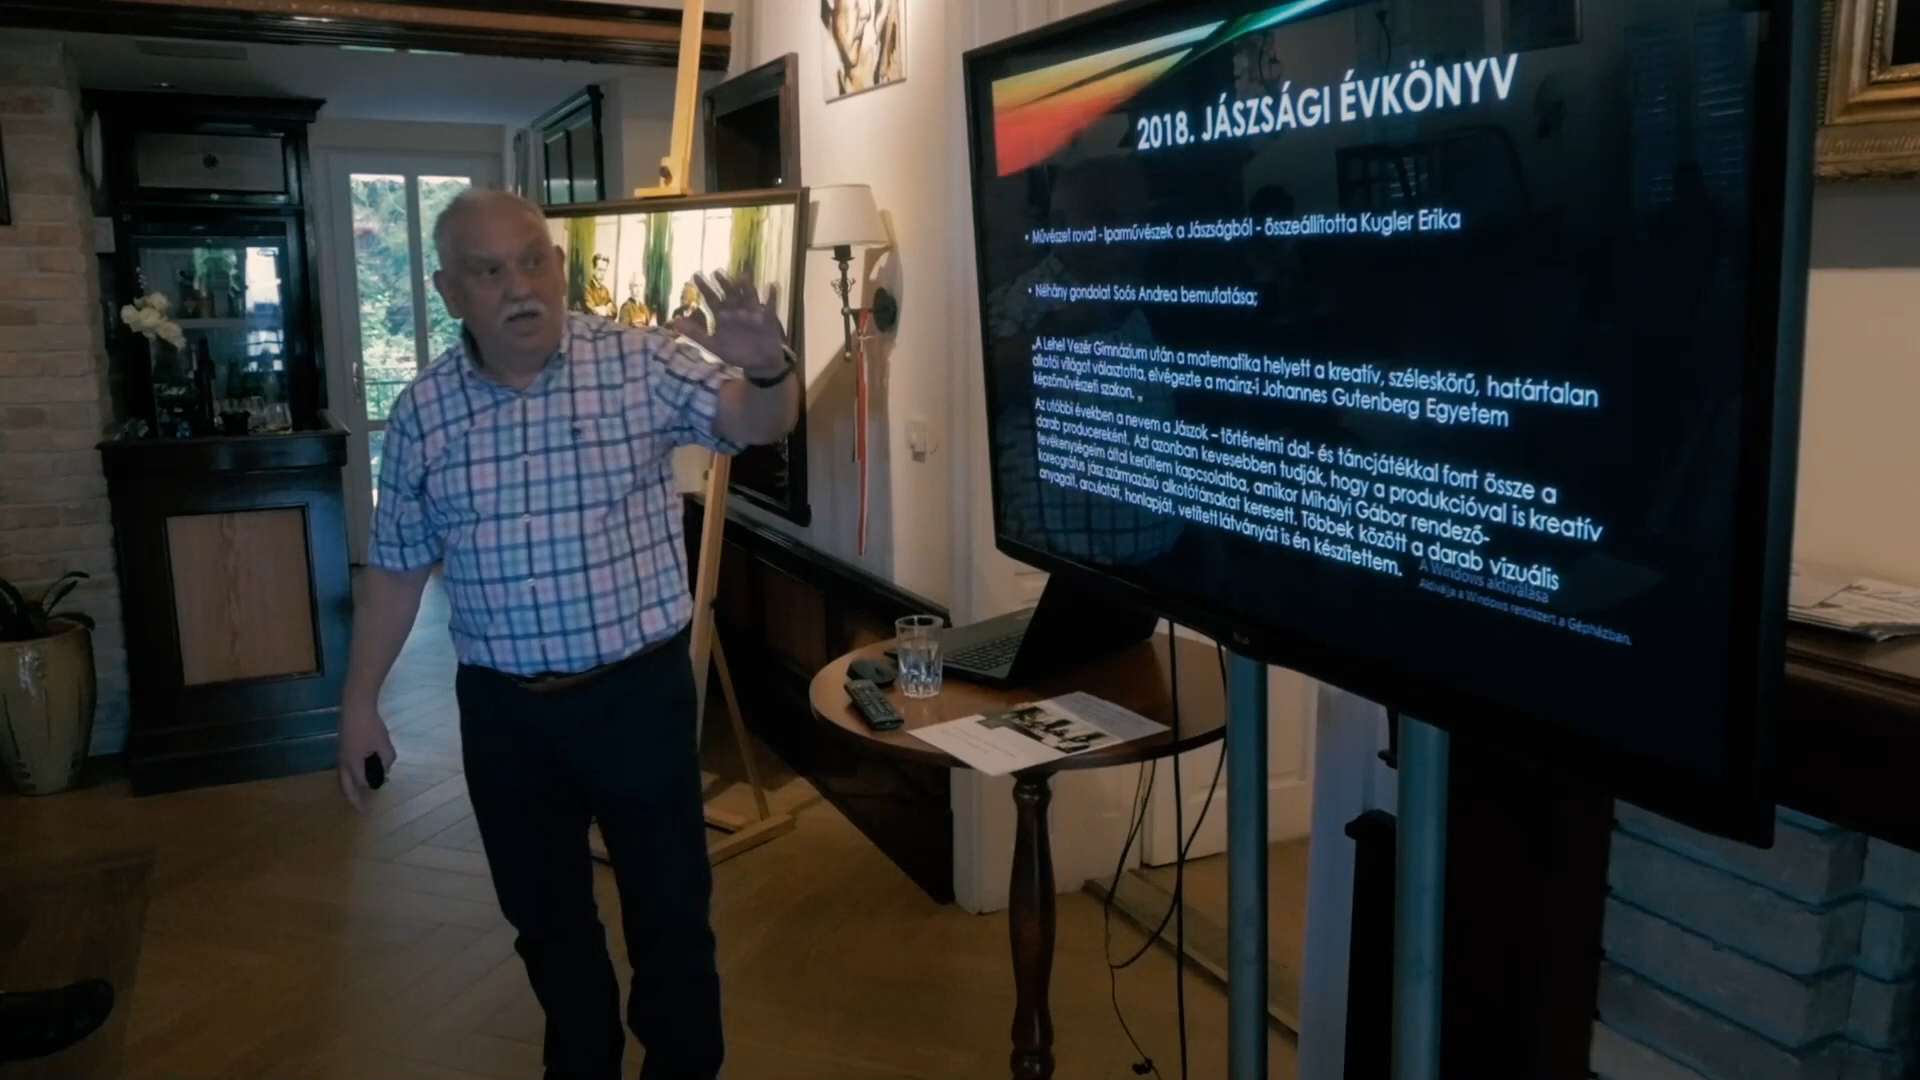 2018. JÁSZSÁGI ÉVKÖNYV
• Művészet rovat - Iparművészek a Jászságból - összeállította Kugler Erika
• Néhány gondolat Soós Andrea bemutatása;
„A Lehel Vezér Gimnázium után a matematika helyett a kreatív, széleskörű, határtalan
alkotói világot választotta, elvégezte a mainz-i Johannes Gutenberg Egyetem
képzőművészeti szakon. „
Az utóbbi években a nevem a Jászok – történelmi dal- és táncjátékkal forrt össze a
darab producereként. Azt azonban kevesebben tudják, hogy a produkcióval is kreatív
tevékenységeim által kerültem kapcsolatba, amikor Mihályi Gábor rendező-
koreográfus jász származású alkotótársakat keresett. Többek között a darab vizuális
anyagait, arculatát, honlapját, vetített látványát is én készítettem.
A Windows aktiválása
Aktiválja a Windows rendszert a Gépházban.